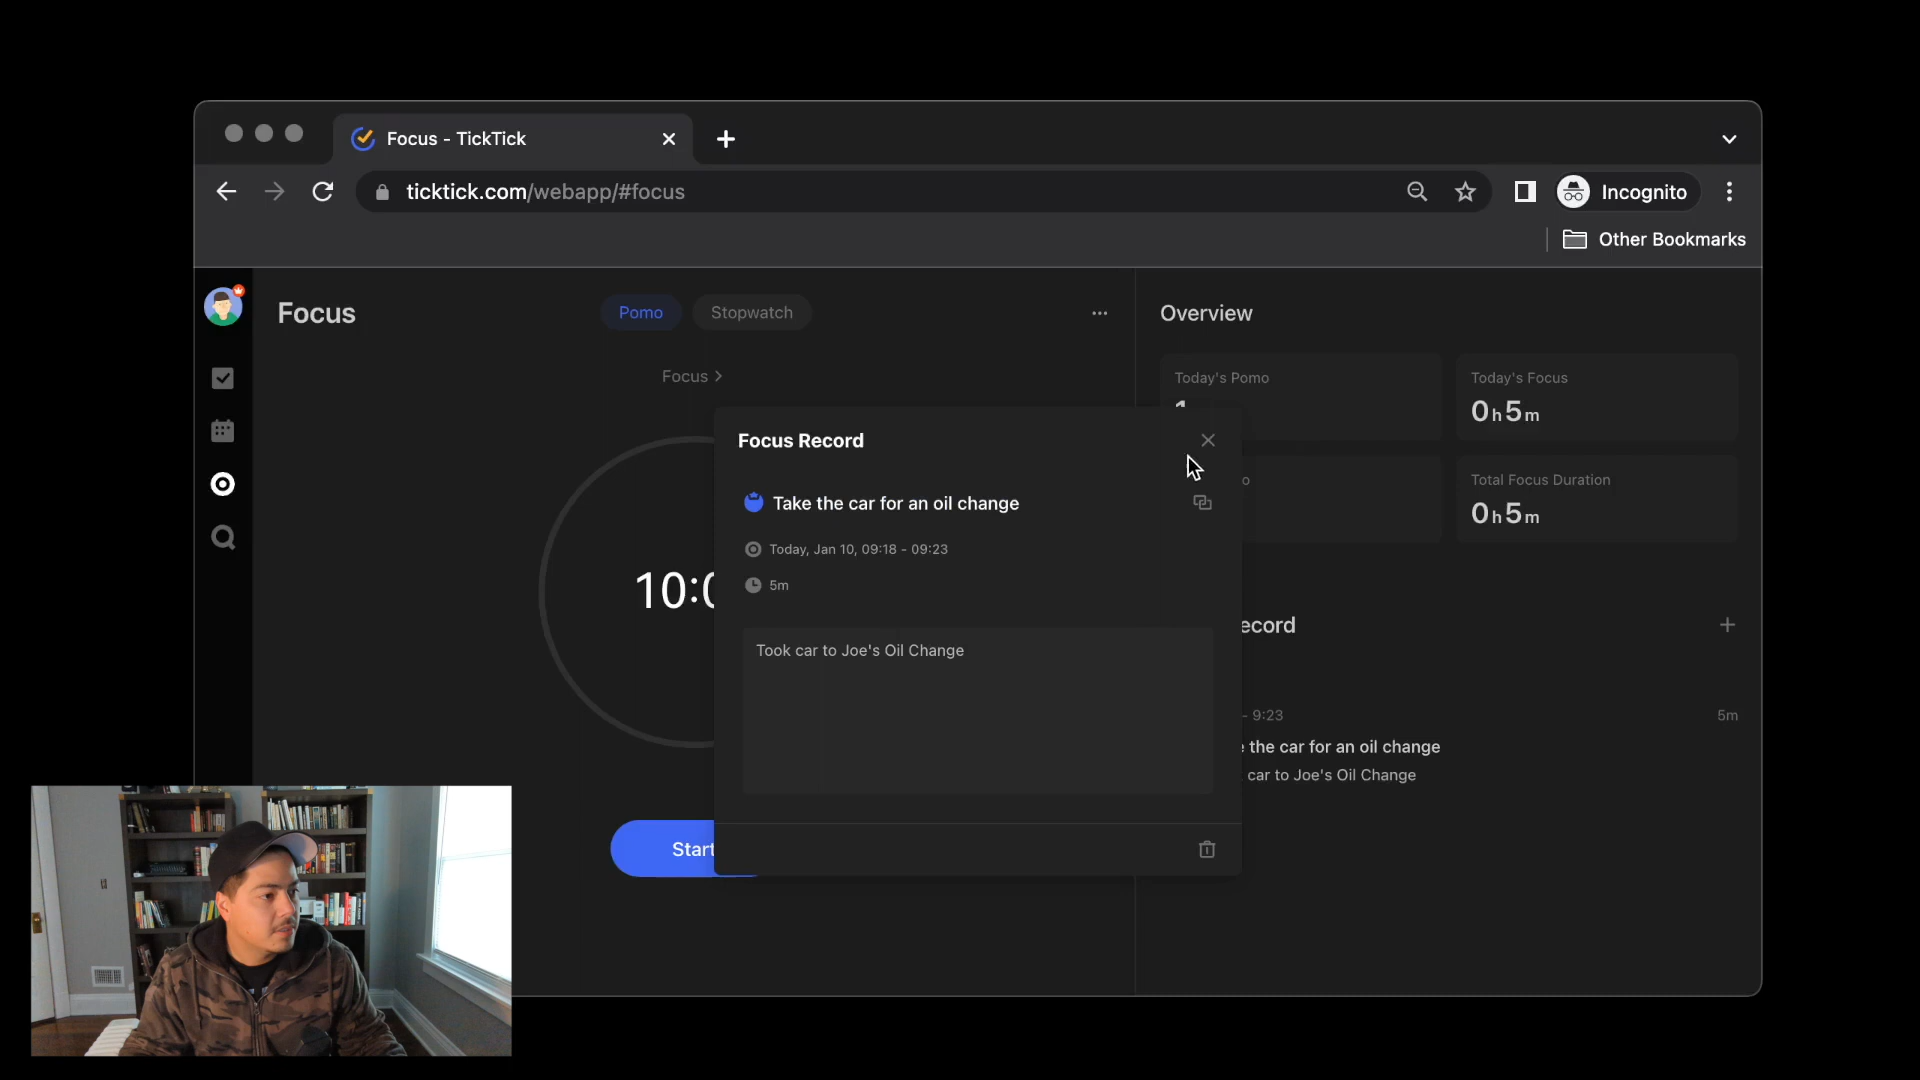 Focus - TickTick
ticktick.com/webapp/#focus
Incognito
Other Bookmarks
Focus
Pomo
Stopwatch
Focus >
10:0
Start
Overview
Today's Pomo
1
Today's Focus
0h5m
o
Total Focus Duration
0h5m
ecord
- 9:23
5m
the car for an oil change
car to Joe's Oil Change
Focus Record
Take the car for an oil change
Today, Jan 10, 09:18 - 09:23
5m
Took car to Joe's Oil Change